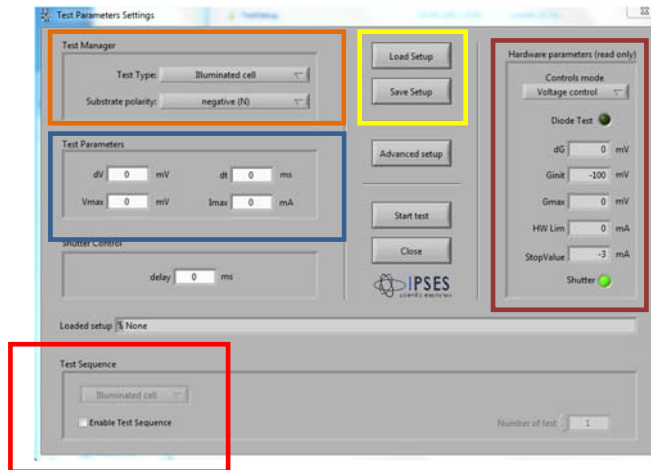 Test Parameters Settings
Test Manager
Test Type: Illuminated cell
Substrate polarity: negative (N)
Test Parameters
dV 0 mV dt 0 ms
Vmax 0 mV Imax 0 mA
Shutter Control
delay 0 ms
Load Setup
Save Setup
Advanced setup
Start test
Close
IPSES
scientific electronics
Hardware parameters (read only)
Controls mode
Voltage control
Diode Test
dG 0 mV
Ginit -100 mV
Gmax 0 mV
HW Lim 0 mA
StopValue -3 mA
Shutter
Loaded setup None
Test Sequence
Illuminated cell
Enable Test Sequence
Number of test 1